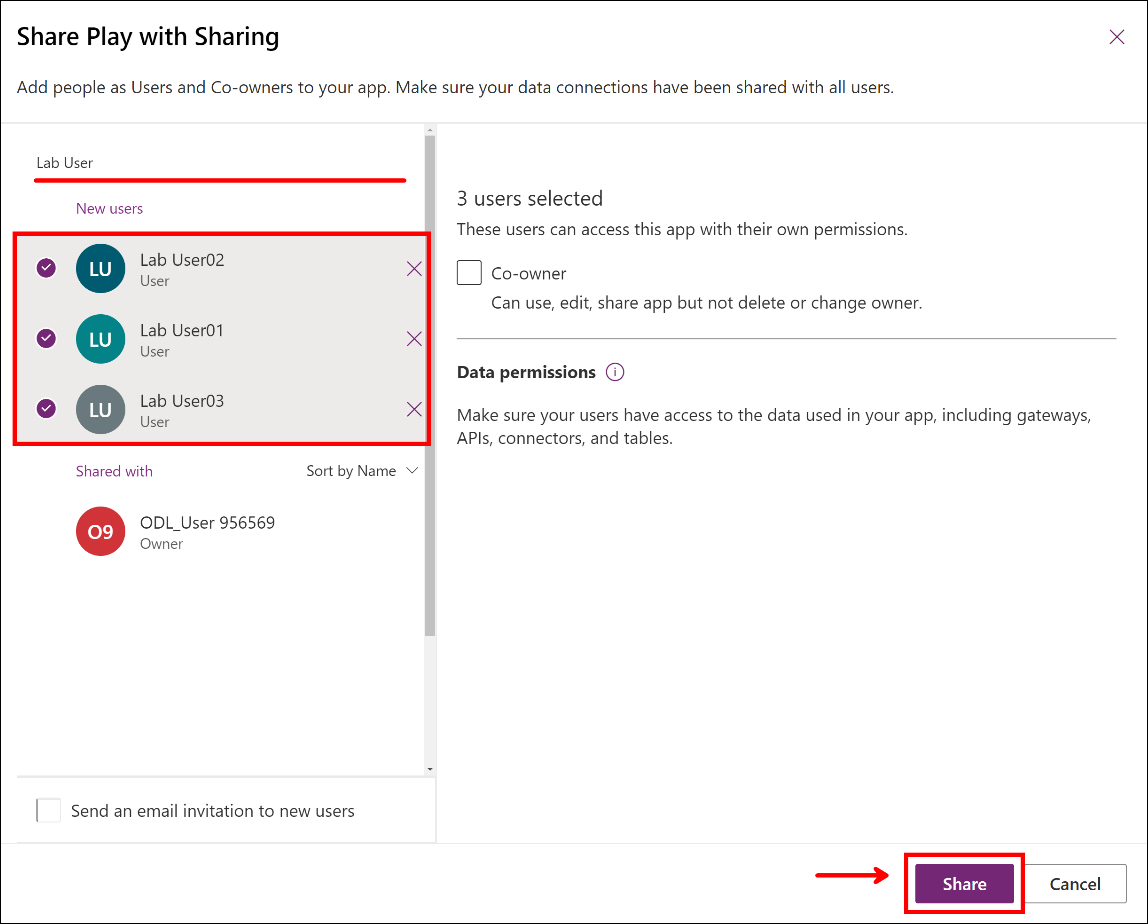 Share Play with Sharing
Add people as Users and Co-owners to your app. Make sure your data connections have been shared with all users.
Lab User
New users
LU
Lab User02
User
LU
Lab User01
User
LU
Lab User03
User
Shared with
Sort by Name
O9
ODL_User 956569
Owner
Send an email invitation to new users
3 users selected
These users can access this app with their own permissions.
Co-owner
Can use, edit, share app but not delete or change owner.
Data permissions
Make sure your users have access to the data used in your app, including gateways,
APIs, connectors, and tables.
Share
Cancel